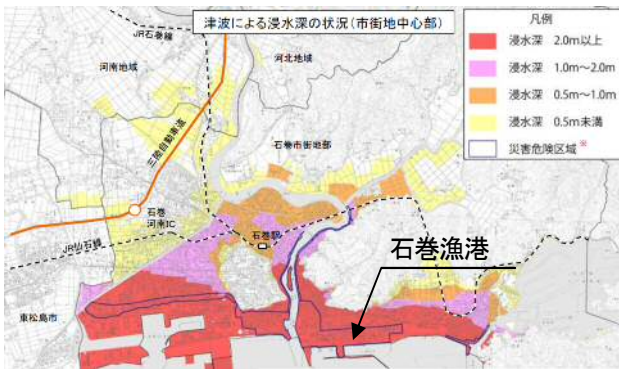 津波による浸水深の状況(市街地中心部)
凡例
浸水深 2.0m以上
浸水深 1.0m~2.0m
浸水深 0.5m~1.0m
浸水深 0.5m未満
災害危険区域※
JR石巻線
河南地域
河北地域
三陸自動車道
石巻市街地部
石巻
河南IC
石巻駅
JR仙石線
石巻漁港
東松島市